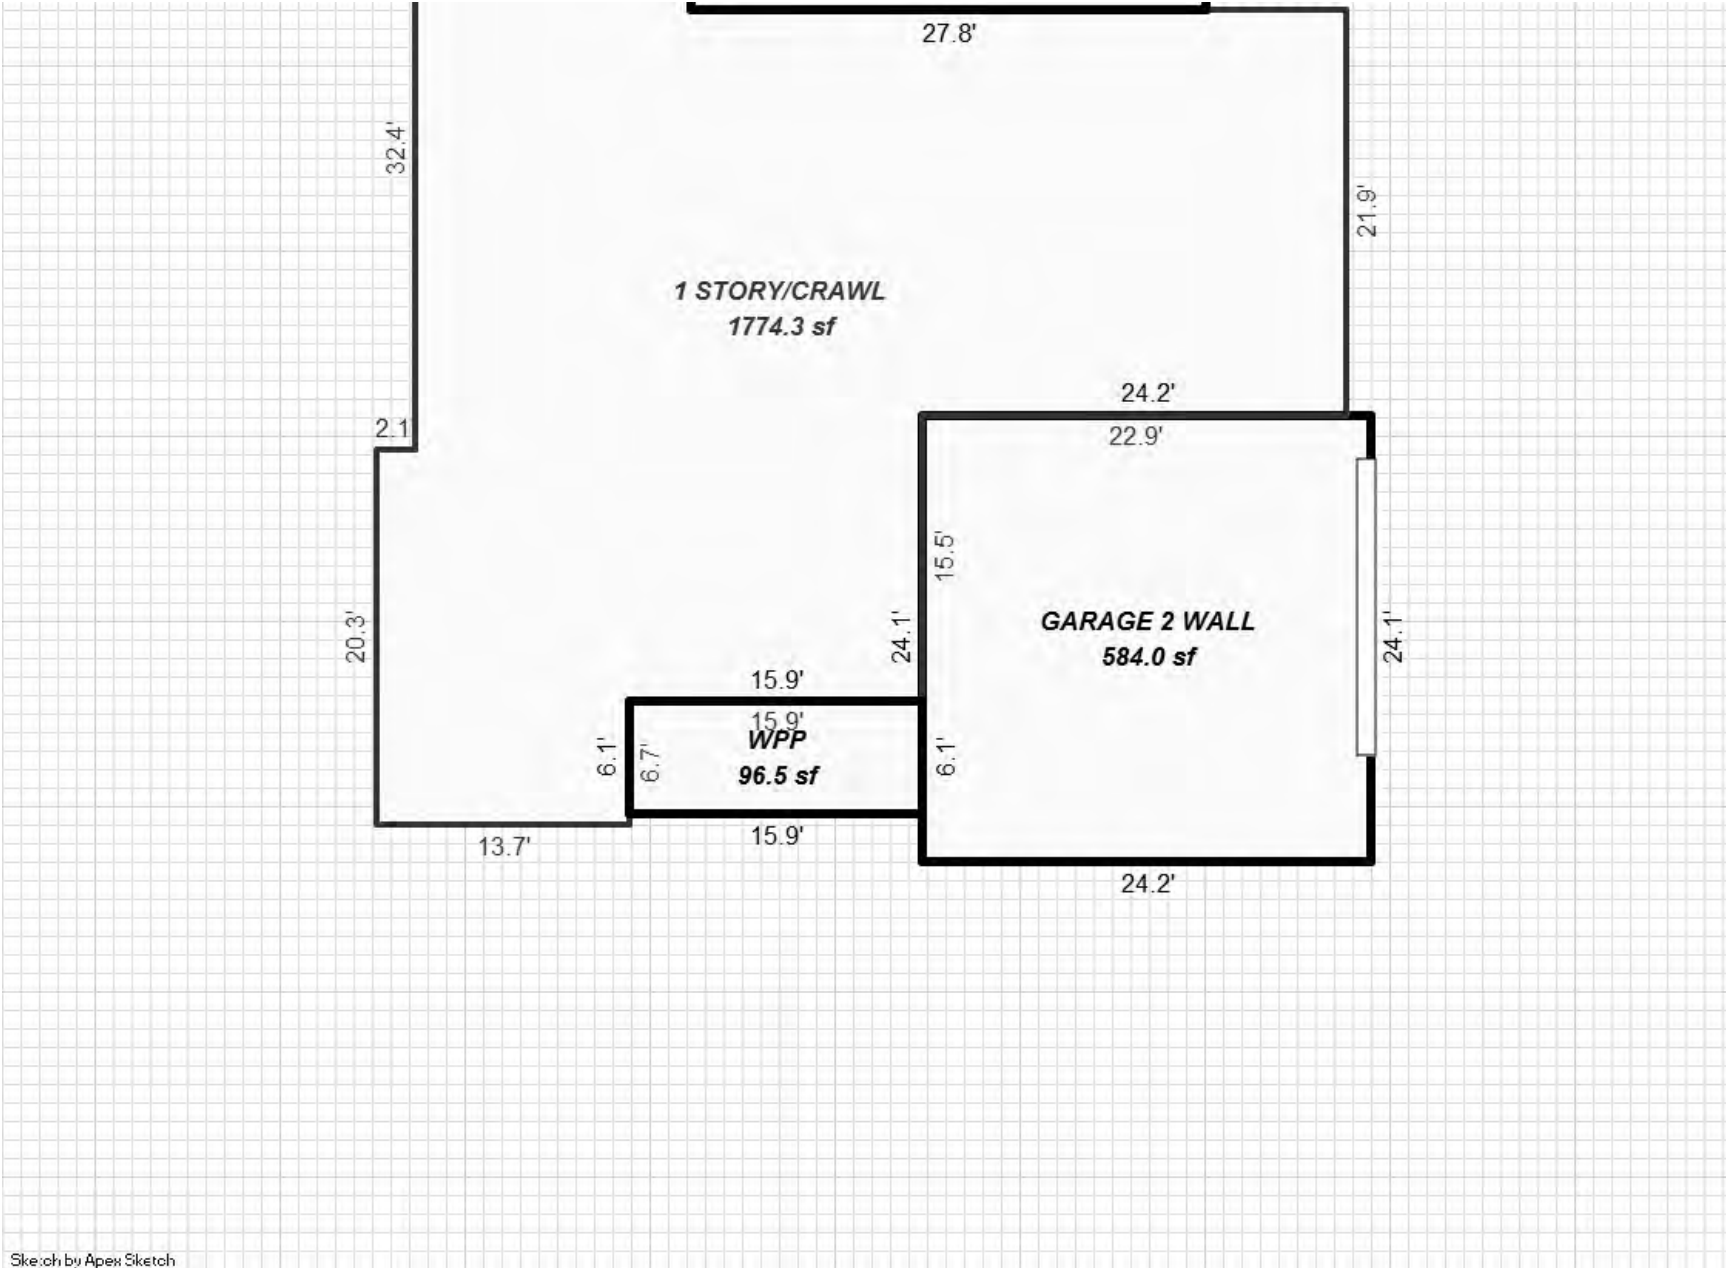 27.8'
32.4'
21.9'
1 STORY/CRAWL
1774.3 sf
24.2'
2.1
22.9'
15.5'
20.3'
24.1'
GARAGE 2 WALL
584.0 sf
24.1'
15.9'
15.9'
WPP
96.5 sf
6.1'
6.7'
6.1'
13.7'
15.9'
24.2'
Sketch by Apex Sketch